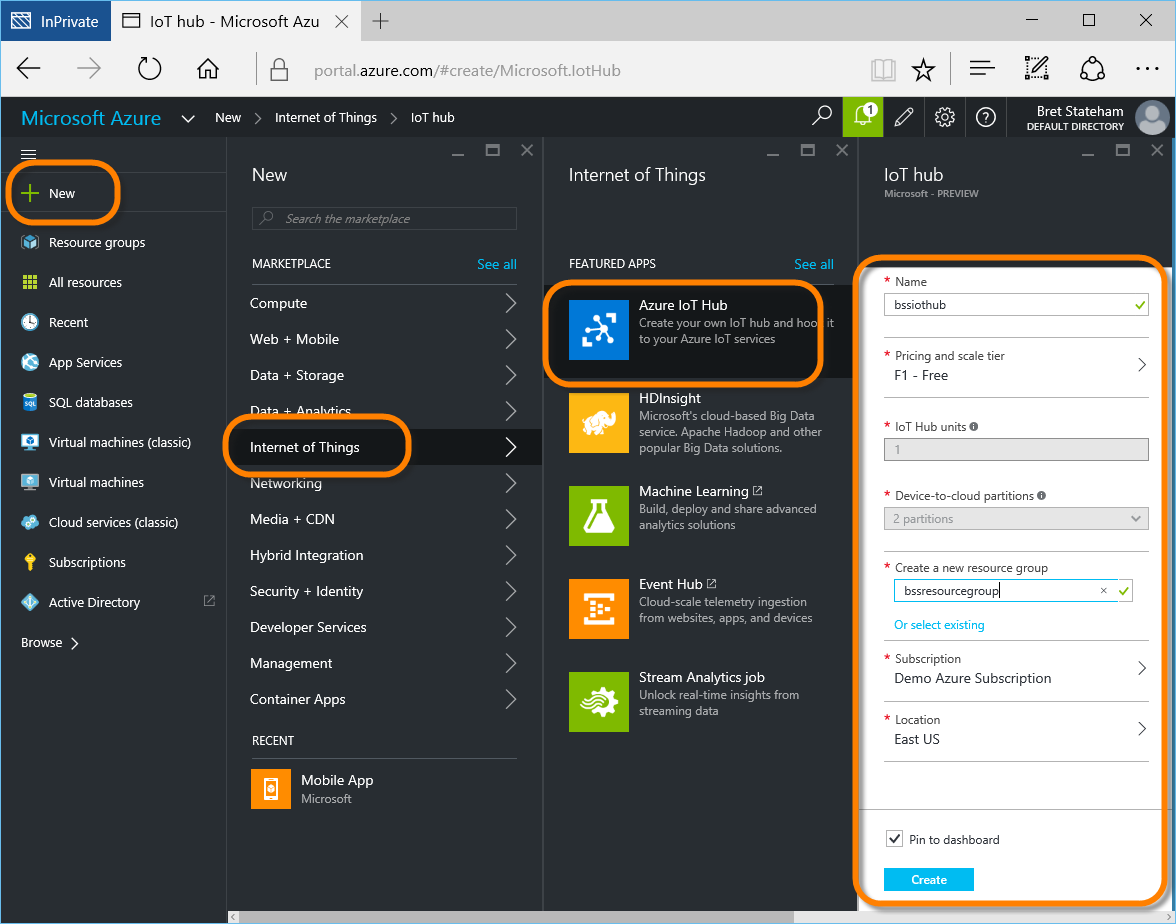 InPrivate
IoT hub - Microsoft Azu
portal.azure.com/#create/Microsoft.IotHub
Microsoft Azure
New
Internet of Things
IoT hub
1
Bret Stateham
DEFAULT DIRECTORY
New
Resource groups
All resources
Recent
App Services
SQL
SQL databases
Virtual machines (classic)
Virtual machines
Cloud services (classic)
Subscriptions
Active Directory
Browse
New
Search the marketplace
MARKETPLACE
See all
Compute
Web + Mobile
Data + Storage
Data + Analytics
Internet of Things
Networking
Media + CDN
Hybrid Integration
Security + Identity
Developer Services
Management
Container Apps
RECENT
Mobile App
Microsoft
Internet of Things
FEATURED APPS
See all
Azure IoT Hub
Create your own IoT hub and hook it
to your Azure IoT services
HDInsight
Microsoft's cloud-based Big Data
service. Apache Hadoop and other
popular Big Data solutions.
Machine Learning
Build, deploy and share advanced
analytics solutions
Event Hub
Cloud-scale telemetry ingestion
from websites, apps, and devices
Stream Analytics job
Unlock real-time insights from
streaming data
IoT hub
Microsoft - PREVIEW
* Name
bssiothub
* Pricing and scale tier
F1 - Free
* IoT Hub units
1
* Device-to-cloud partitions
2 partitions
* Create a new resource group
bssresourcegroup
Or select existing
* Subscription
Demo Azure Subscription
* Location
East US
Pin to dashboard
Create